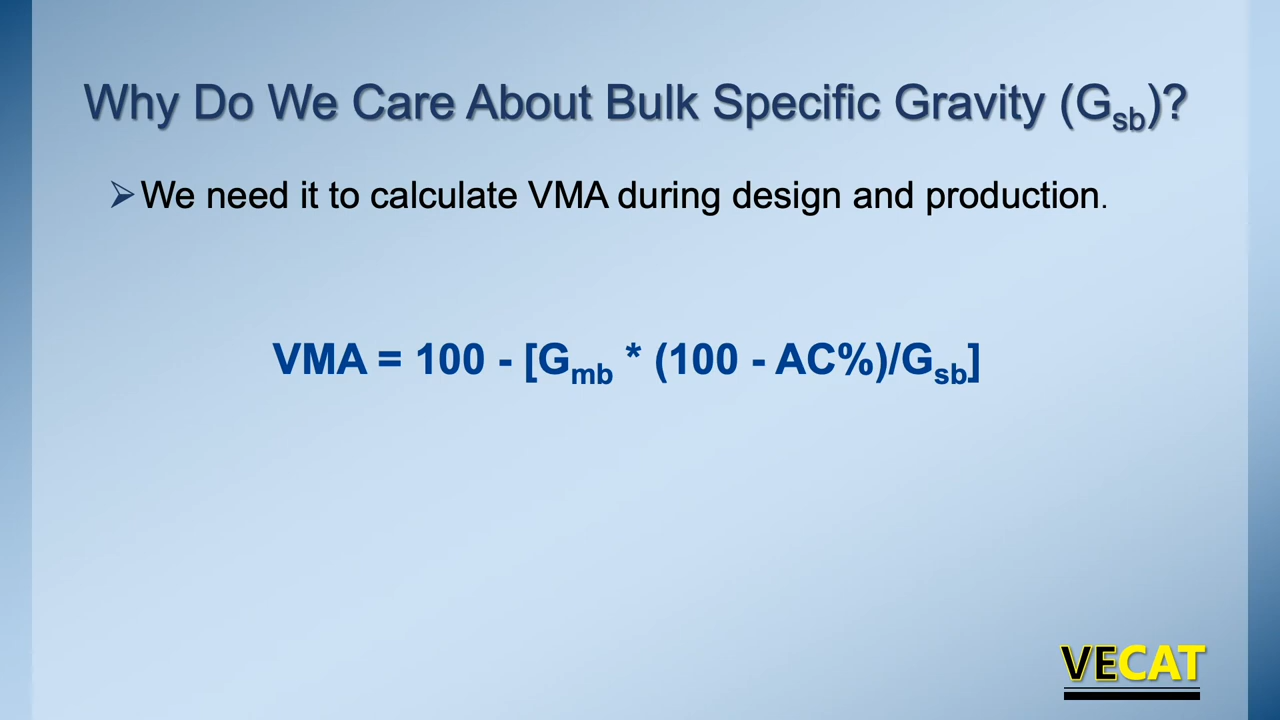 Why Do We Care About Bulk Specific Gravity (Gsb)?
➢We need it to calculate VMA during design and production.
VMA = 100 - [Gmb * (100 - AC%)/Gsb]
VECAT